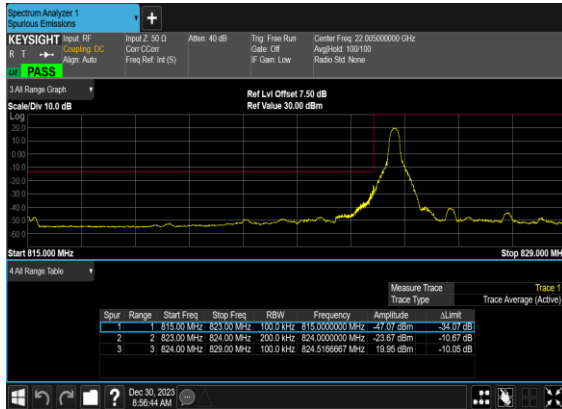 Spectrum Analyzer 1
Spurious Emissions
+
KEYSIGHT Input: RF Input Z: 50 Ω Atten: 40 dB Trig: Free Run Center Freq: 22.005000000 GHz
R T Coupling: DC Corr CCorr Gate: Off Avg|Hold: 100/100
Align: Auto Freq Ref: Int (S) IF Gain: Low Radio Std: None
LV PASS
3 All Range Graph
Ref Lvl Offset 7.50 dB
Scale/Div 10.0 dB Ref Value 30.00 dBm
Log
20.0
10.0
0.00
-10.0
-20.0
-30.0
-40.0
-50.0
-60.0
Start 815.000 MHz Stop 829.000 MHz
4 All Range Table
Measure Trace Trace 1
Trace Type Trace Average (Active)
Spur Range Start Freq Stop Freq RBW Frequency Amplitude ΔLimit
1 1 815.00 MHz 823.00 MHz 100.0 kHz 815.0000000 MHz -47.07 dBm -34.07 dB
2 2 823.00 MHz 824.00 MHz 200.0 kHz 824.0000000 MHz -23.67 dBm -10.67 dB
3 3 824.00 MHz 829.00 MHz 100.0 kHz 824.5166667 MHz 19.95 dBm -10.05 dB
? Dec 30, 2023
8:56:44 AM